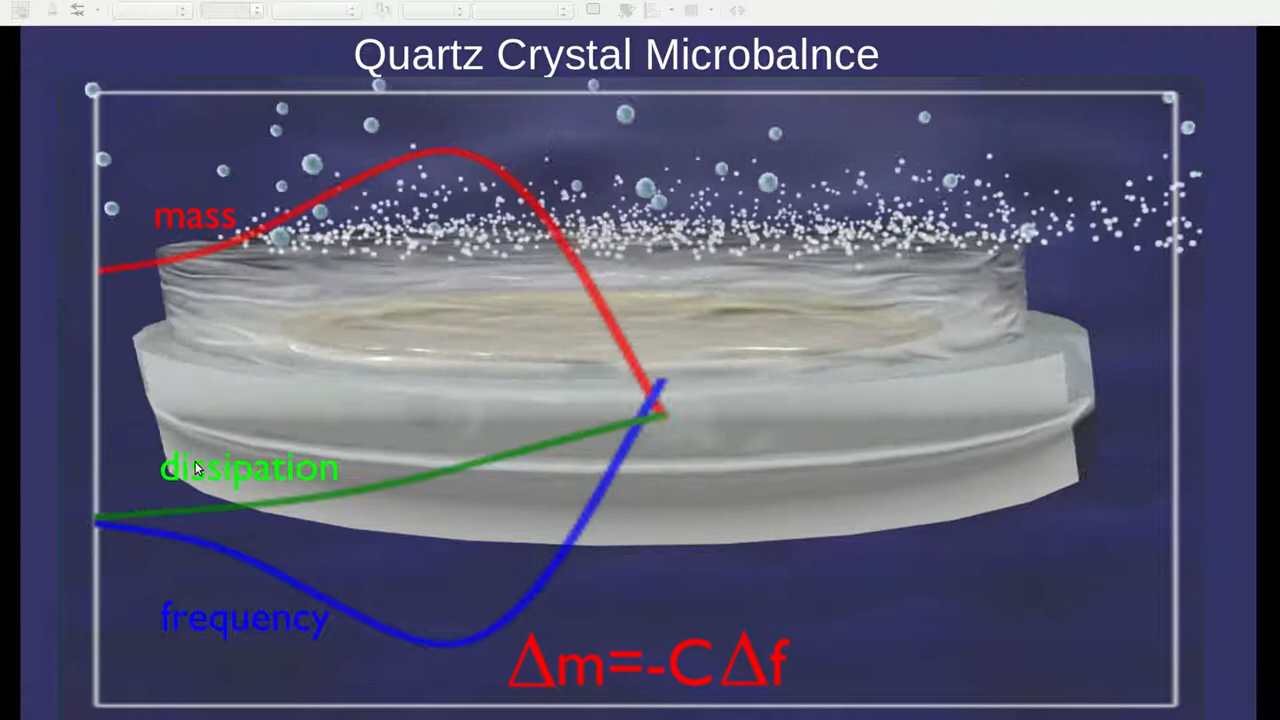 Quartz Crystal Microbalnce
mass
dissipation
frequency
Δm=-CΔf